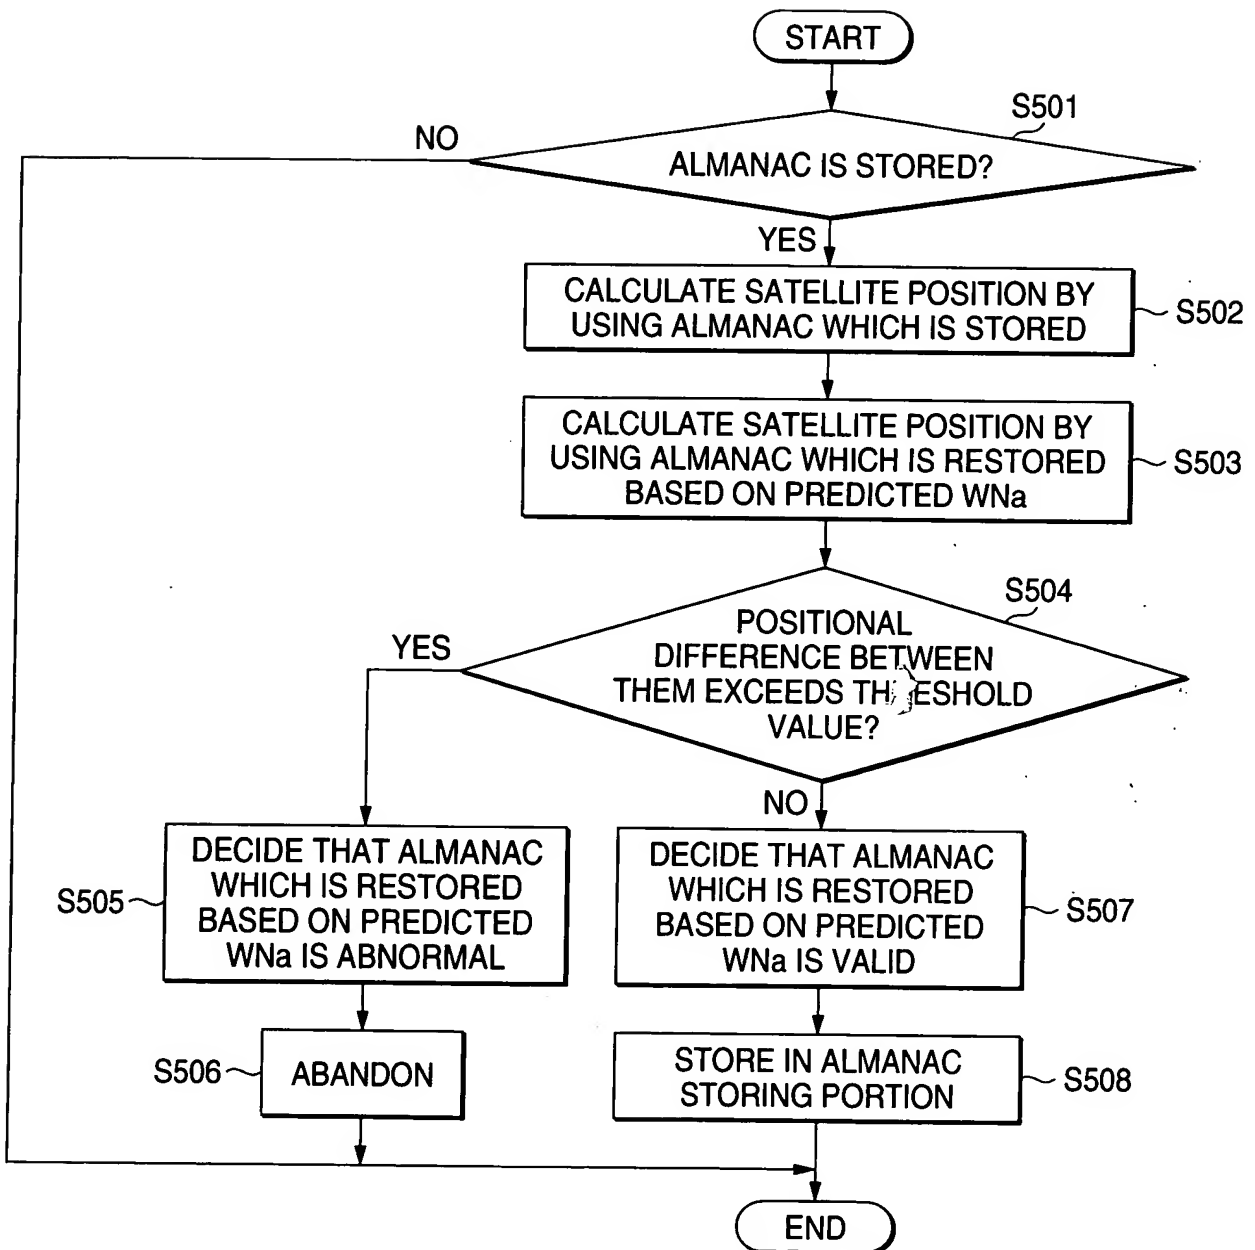 START
S501
NO
ALMANAC IS STORED?
YES
CALCULATE SATELLITE POSITION BY
USING ALMANAC WHICH IS STORED
S502
CALCULATE SATELLITE POSITION BY
USING ALMANAC WHICH IS RESTORED
BASED ON PREDICTED WNa
S503
S504
YES
POSITIONAL
DIFFERENCE BETWEEN
THEM EXCEEDS THRESHOLD
VALUE?
NO
DECIDE THAT ALMANAC
WHICH IS RESTORED
BASED ON PREDICTED
WNa IS ABNORMAL
S505
DECIDE THAT ALMANAC
WHICH IS RESTORED
BASED ON PREDICTED
WNa IS VALID
S507
S506
ABANDON
STORE IN ALMANAC
STORING PORTION
S508
END